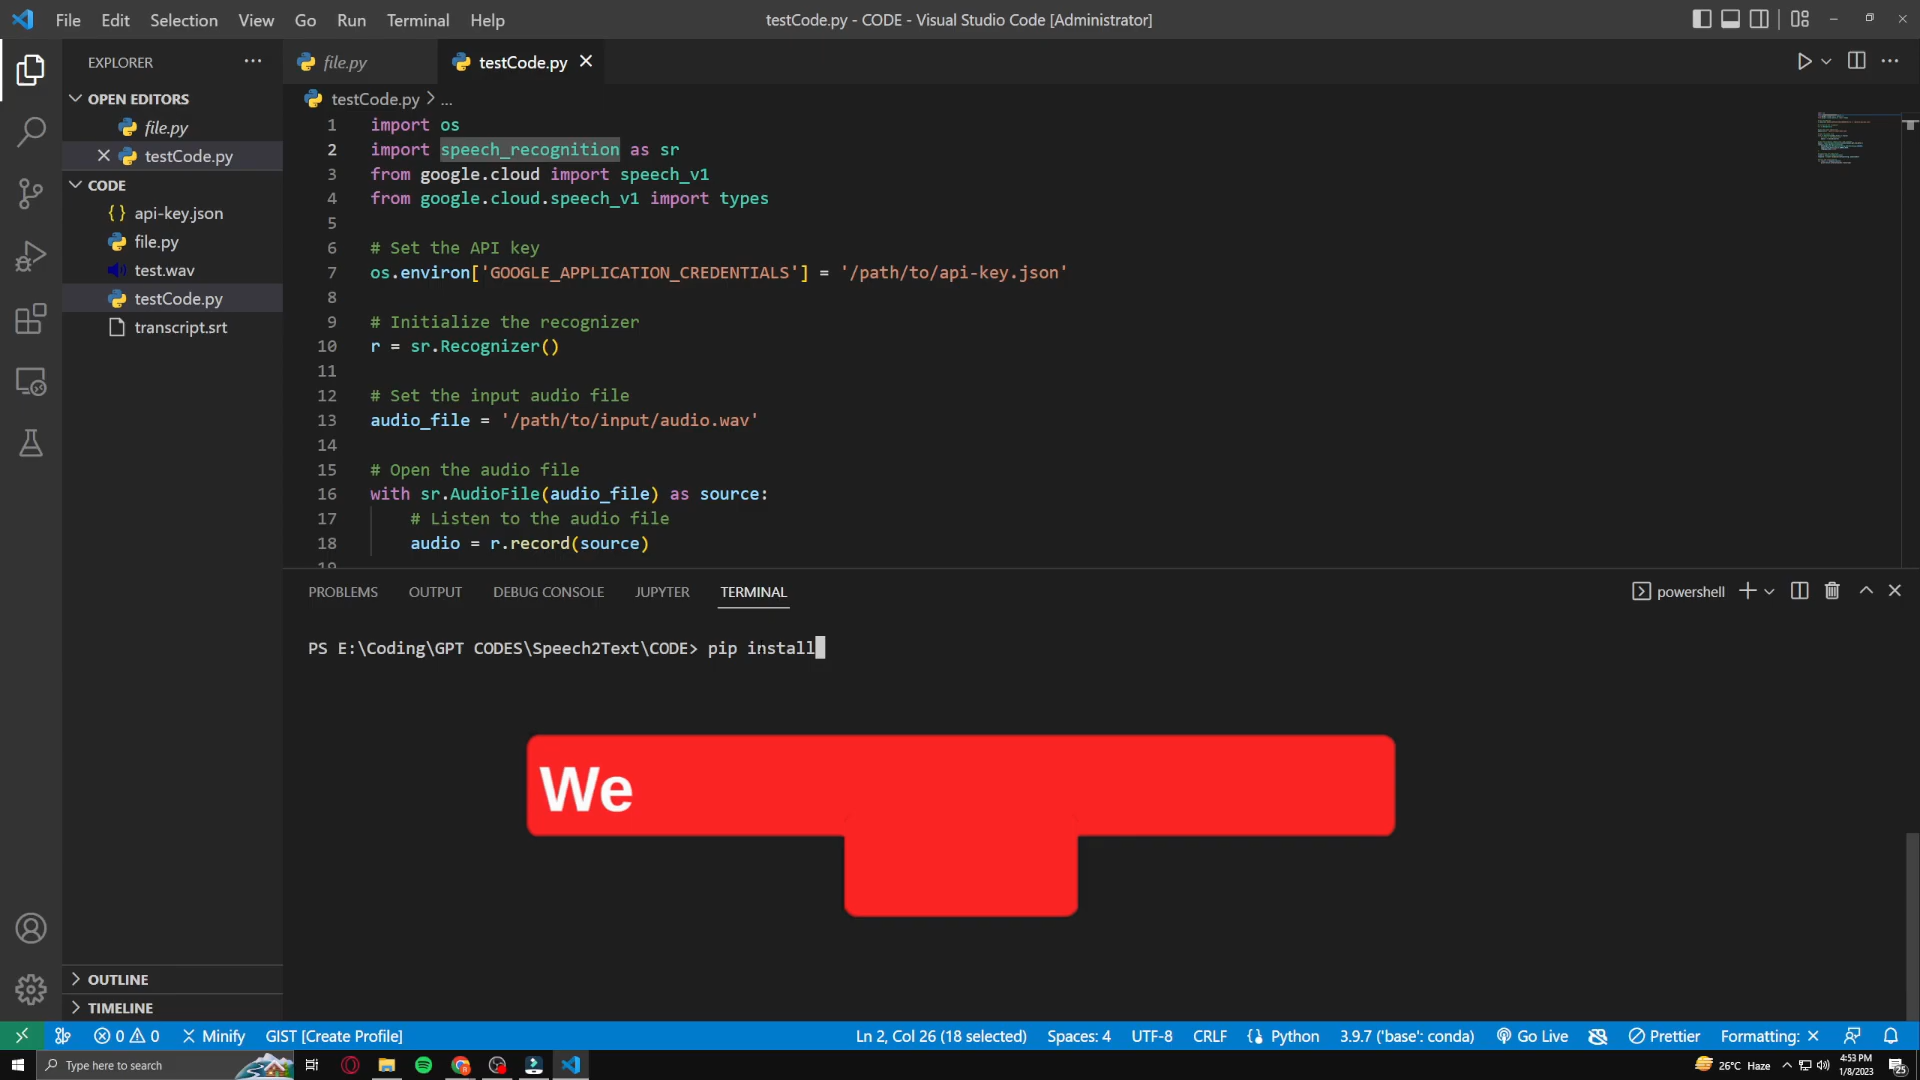 File Edit Selection View Go Run Terminal Help
testCode.py - CODE - Visual Studio Code [Administrator]
EXPLORER
file.py
testCode.py
OPEN EDITORS
file.py
testCode.py
CODE
api-key.json
file.py
test.wav
testCode.py
transcript.srt
OUTLINE
TIMELINE
testCode.py > ...
1 import os
2 import speech_recognition as sr
3 from google.cloud import speech_v1
4 from google.cloud.speech_v1 import types
5
6 # Set the API key
7 os.environ['GOOGLE_APPLICATION_CREDENTIALS'] = '/path/to/api-key.json'
8
9 # Initialize the recognizer
10 r = sr.Recognizer()
11
12 # Set the input audio file
13 audio_file = '/path/to/input/audio.wav'
14
15 # Open the audio file
16 with sr.AudioFile(audio_file) as source:
17 # Listen to the audio file
18 audio = r.record(source)
19
PROBLEMS OUTPUT DEBUG CONSOLE JUPYTER TERMINAL
powershell
PS E:\Coding\GPT CODES\Speech2Text\CODE> pip install
We
0 0 Minify GIST [Create Profile]
Ln 2, Col 26 (18 selected) Spaces: 4 UTF-8 CRLF Python 3.9.7 ('base': conda) Go Live Prettier Formatting: ×
Type here to search
26°C Haze
4:53 PM
1/8/2023
25